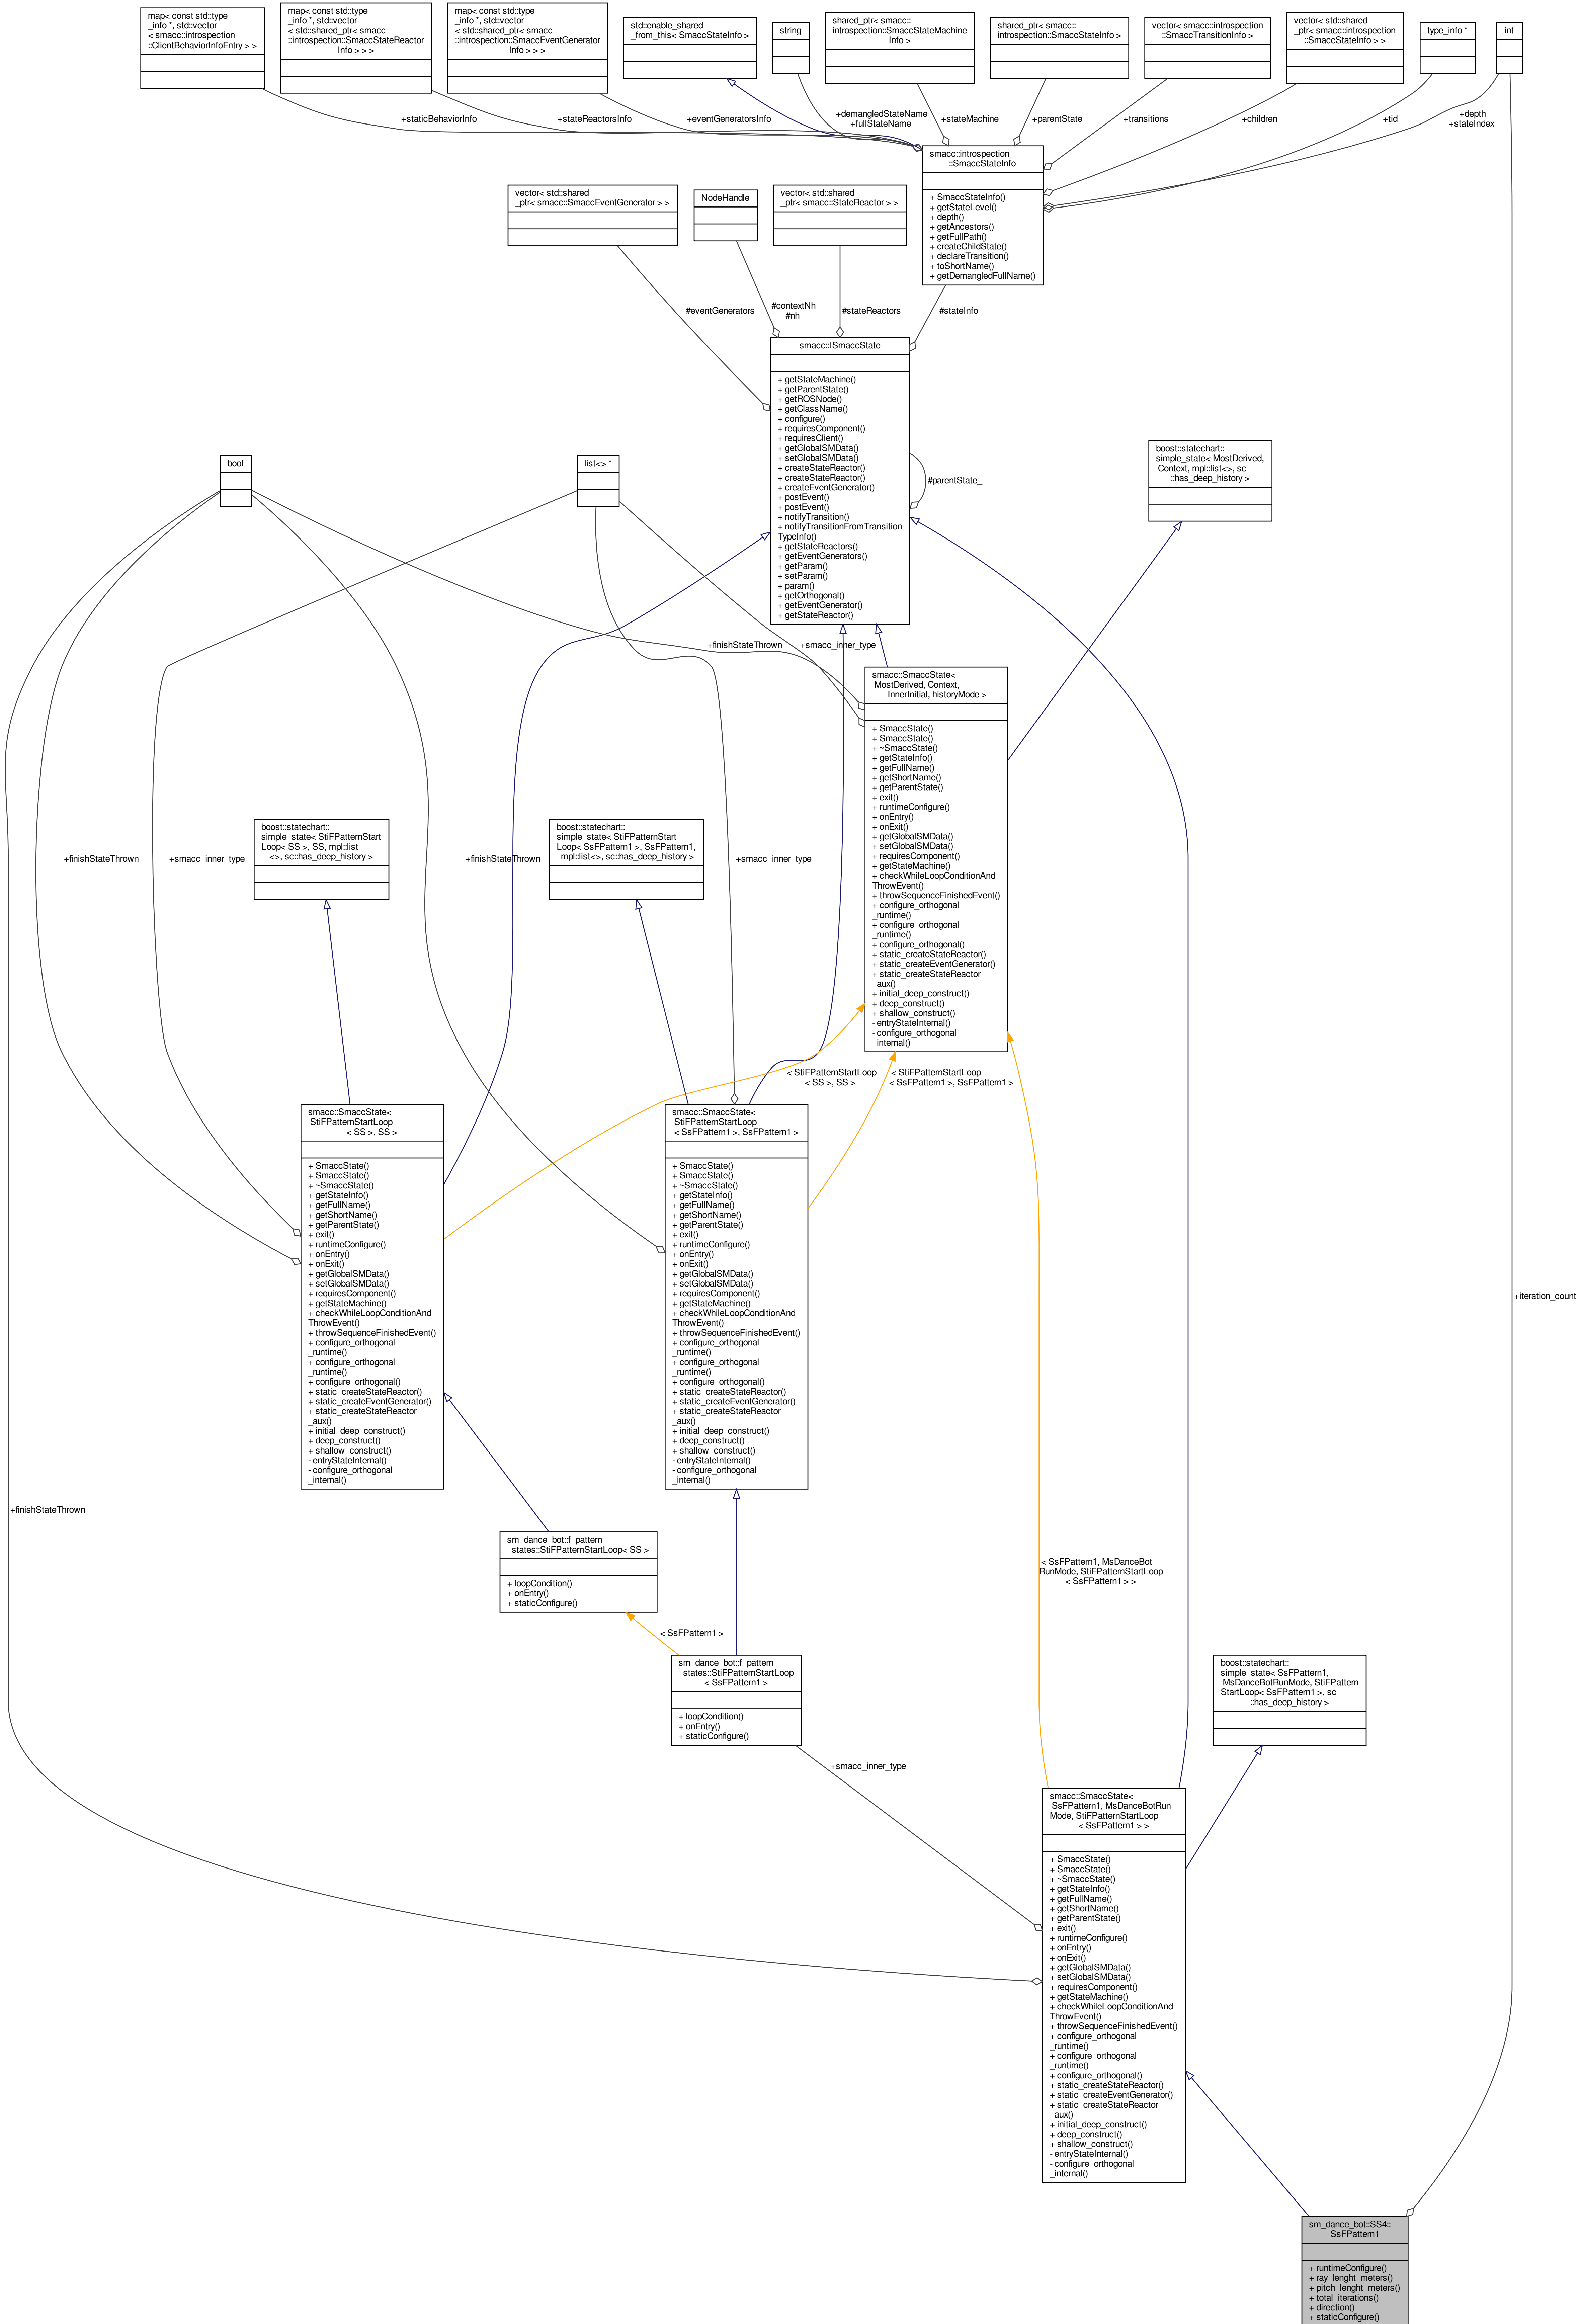 map< const std::type
_info *, std::vector
< smacc::introspection
::ClientBehaviorInfoEntry > >
map< const std::type
_info *, std::vector
< std::shared_ptr< smacc
::introspection::SmaccStateReactor
Info > > >
map< const std::type
_info *, std::vector
< std::shared_ptr< smacc
::introspection::SmaccEventGenerator
Info > > >
std::enable_shared
_from_this< SmaccStateInfo >
string
shared_ptr< smacc::
introspection::SmaccStateMachine
Info >
shared_ptr< smacc::
introspection::SmaccStateInfo >
vector< smacc::introspection
::SmaccTransitionInfo >
vector< std::shared
_ptr< smacc::introspection
::SmaccStateInfo > >
type_info *
int
+staticBehaviorInfo
+stateReactorsInfo
+eventGeneratorsInfo
+demangledStateName
+fullStateName
+stateMachine_
+parentState_
+transitions_
+children_
+tid_
+depth_
+stateIndex_
smacc::introspection
::SmaccStateInfo
+ SmaccStateInfo()
+ getStateLevel()
+ depth()
+ getAncestors()
+ getFullPath()
+ createChildState()
+ declareTransition()
+ toShortName()
+ getDemangledFullName()
vector< std::shared
_ptr< smacc::SmaccEventGenerator > >
NodeHandle
vector< std::shared
_ptr< smacc::StateReactor > >
#eventGenerators_
#contextNh
#nh
#stateReactors_
#stateInfo_
smacc::ISmaccState
+ getStateMachine()
+ getParentState()
+ getROSNode()
+ getClassName()
+ configure()
+ requiresComponent()
+ requiresClient()
+ getGlobalSMData()
+ setGlobalSMData()
+ createStateReactor()
+ createStateReactor()
+ createEventGenerator()
+ postEvent()
+ postEvent()
+ notifyTransition()
+ notifyTransitionFromTransition
TypeInfo()
+ getStateReactors()
+ getEventGenerators()
+ getParam()
+ setParam()
+ param()
+ getOrthogonal()
+ getEventGenerator()
+ getStateReactor()
#parentState_
bool
list<> *
boost::statechart::
simple_state< MostDerived,
Context, mpl::list<>, sc
::has_deep_history >
+finishStateThrown
+smacc_inner_type
smacc::SmaccState<
MostDerived, Context,
InnerInitial, historyMode >
+ SmaccState()
+ SmaccState()
+ ~SmaccState()
+ getStateInfo()
+ getFullName()
+ getShortName()
+ getParentState()
+ exit()
+ runtimeConfigure()
+ onEntry()
+ onExit()
+ getGlobalSMData()
+ setGlobalSMData()
+ requiresComponent()
+ getStateMachine()
+ checkWhileLoopConditionAnd
ThrowEvent()
+ throwSequenceFinishedEvent()
+ configure_orthogonal
_runtime()
+ configure_orthogonal
_runtime()
+ configure_orthogonal()
+ static_createStateReactor()
+ static_createEventGenerator()
+ static_createStateReactor
_aux()
+ initial_deep_construct()
+ deep_construct()
+ shallow_construct()
- entryStateInternal()
- configure_orthogonal
_internal()
boost::statechart::
simple_state< StiFPatternStart
Loop< SS >, SS, mpl::list
<>, sc::has_deep_history >
boost::statechart::
simple_state< StiFPatternStart
Loop< SsFPattern1 >, SsFPattern1,
mpl::list<>, sc::has_deep_history >
+finishStateThrown
+smacc_inner_type
+finishStateThrown
+smacc_inner_type
< StiFPatternStartLoop
< SS >, SS >
< StiFPatternStartLoop
< SsFPattern1 >, SsFPattern1 >
smacc::SmaccState<
StiFPatternStartLoop
< SS >, SS >
+ SmaccState()
+ SmaccState()
+ ~SmaccState()
+ getStateInfo()
+ getFullName()
+ getShortName()
+ getParentState()
+ exit()
+ runtimeConfigure()
+ onEntry()
+ onExit()
+ getGlobalSMData()
+ setGlobalSMData()
+ requiresComponent()
+ getStateMachine()
+ checkWhileLoopConditionAnd
ThrowEvent()
+ throwSequenceFinishedEvent()
+ configure_orthogonal
_runtime()
+ configure_orthogonal
_runtime()
+ configure_orthogonal()
+ static_createStateReactor()
+ static_createEventGenerator()
+ static_createStateReactor
_aux()
+ initial_deep_construct()
+ deep_construct()
+ shallow_construct()
- entryStateInternal()
- configure_orthogonal
_internal()
smacc::SmaccState<
StiFPatternStartLoop
< SsFPattern1 >, SsFPattern1 >
+ SmaccState()
+ SmaccState()
+ ~SmaccState()
+ getStateInfo()
+ getFullName()
+ getShortName()
+ getParentState()
+ exit()
+ runtimeConfigure()
+ onEntry()
+ onExit()
+ getGlobalSMData()
+ setGlobalSMData()
+ requiresComponent()
+ getStateMachine()
+ checkWhileLoopConditionAnd
ThrowEvent()
+ throwSequenceFinishedEvent()
+ configure_orthogonal
_runtime()
+ configure_orthogonal
_runtime()
+ configure_orthogonal()
+ static_createStateReactor()
+ static_createEventGenerator()
+ static_createStateReactor
_aux()
+ initial_deep_construct()
+ deep_construct()
+ shallow_construct()
- entryStateInternal()
- configure_orthogonal
_internal()
+iteration_count
+finishStateThrown
sm_dance_bot::f_pattern
_states::StiFPatternStartLoop< SS >
+ loopCondition()
+ onEntry()
+ staticConfigure()
< SsFPattern1, MsDanceBot
RunMode, StiFPatternStartLoop
< SsFPattern1 > >
< SsFPattern1 >
sm_dance_bot::f_pattern
_states::StiFPatternStartLoop
< SsFPattern1 >
+ loopCondition()
+ onEntry()
+ staticConfigure()
boost::statechart::
simple_state< SsFPattern1,
MsDanceBotRunMode, StiFPattern
StartLoop< SsFPattern1 >, sc
::has_deep_history >
+smacc_inner_type
smacc::SmaccState<
SsFPattern1, MsDanceBotRun
Mode, StiFPatternStartLoop
< SsFPattern1 > >
+ SmaccState()
+ SmaccState()
+ ~SmaccState()
+ getStateInfo()
+ getFullName()
+ getShortName()
+ getParentState()
+ exit()
+ runtimeConfigure()
+ onEntry()
+ onExit()
+ getGlobalSMData()
+ setGlobalSMData()
+ requiresComponent()
+ getStateMachine()
+ checkWhileLoopConditionAnd
ThrowEvent()
+ throwSequenceFinishedEvent()
+ configure_orthogonal
_runtime()
+ configure_orthogonal
_runtime()
+ configure_orthogonal()
+ static_createStateReactor()
+ static_createEventGenerator()
+ static_createStateReactor
_aux()
+ initial_deep_construct()
+ deep_construct()
+ shallow_construct()
- entryStateInternal()
- configure_orthogonal
_internal()
sm_dance_bot::SS4::
SsFPattern1
+ runtimeConfigure()
+ ray_lenght_meters()
+ pitch_lenght_meters()
+ total_iterations()
+ direction()
+ staticConfigure()